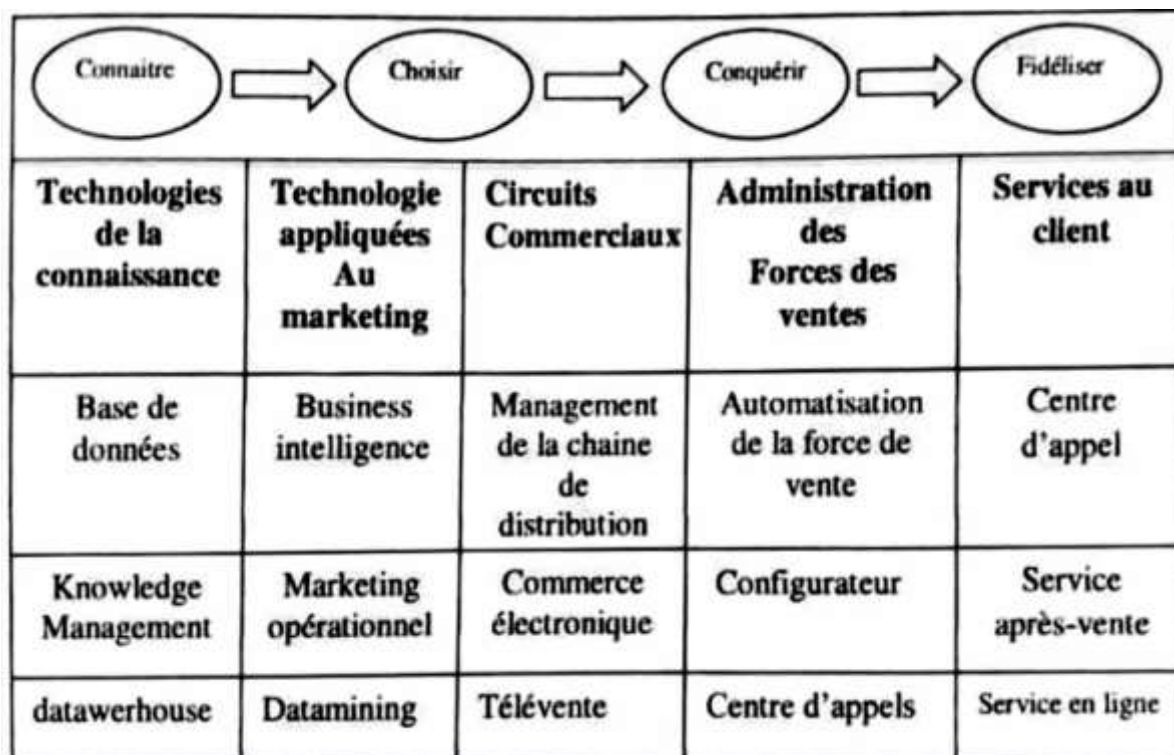 Connaitre
Choisir
Conquérir
Fidéliser
Technologies
de la
connaissance
Technologie
appliquées
Au
marketing
Circuits
Commerciaux
Administration
des
Forces des
ventes
Services au
client
Base de
données
Business
intelligence
Management
de la chaine
de
distribution
Automatisation
de la force de
vente
Centre
d'appel
Knowledge
Management
Marketing
opérationnel
Commerce
électronique
Configurateur
Service
après-vente
datawerhouse
Datamining
Télévente
Centre d'appels
Service en ligne